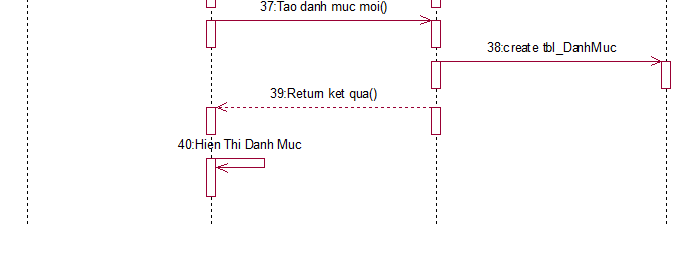 37:Tao danh muc moi()
38:create tbl_DanhMuc
39:Return ket qua()
40:Hien Thi Danh Muc